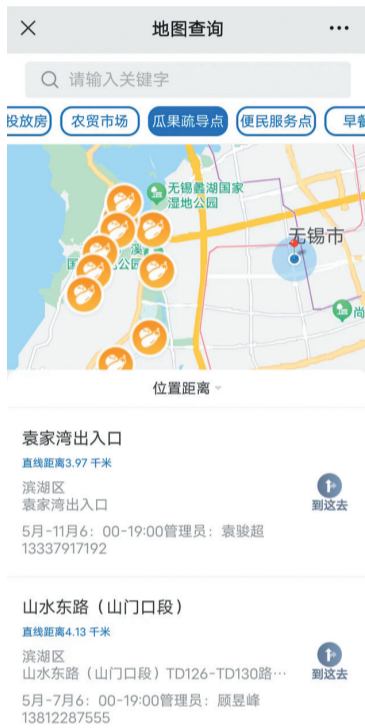 地图查询
请输入关键字
投放房 农贸市场 瓜果疏导点 便民服务点 早餐
无锡蠡湖国家
湿地公园
无锡市
尚
位置距离
袁家湾出入口
直线距离3.97 千米
滨湖区
袁家湾出入口
到这去
5月-11月6：00-19:00管理员：袁骏超
13337917192
山水东路（山门口段）
直线距离4.13 千米
滨湖区
山水东路（山门口段）TD126-TD130路…
到这去
5月-7月6：00-19:00管理员：顾昱峰
13812287555